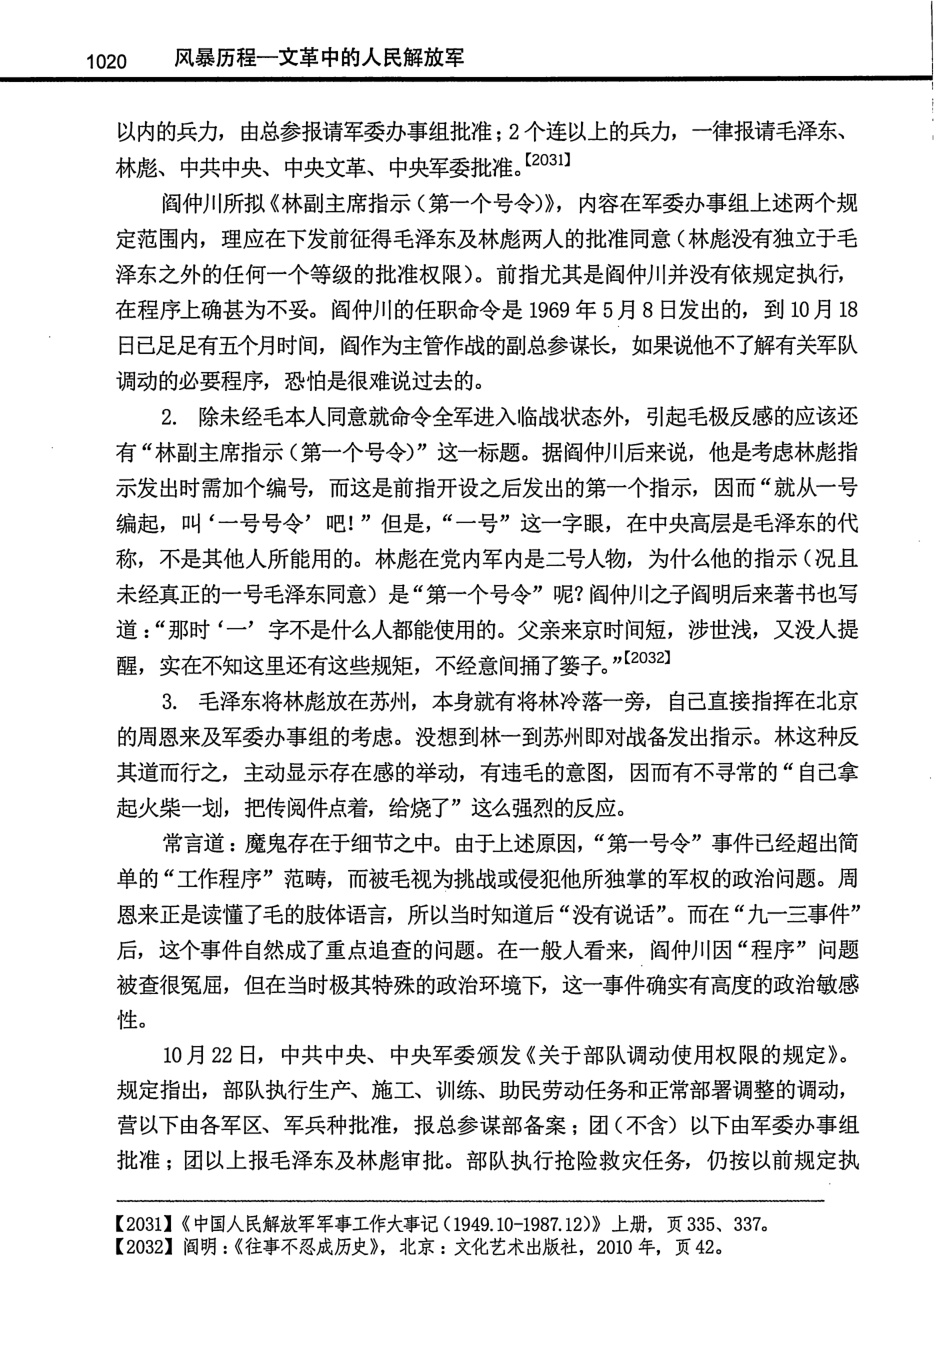 1020 风暴历程—文革中的人民解放军
以内的兵力，由总参报请军委办事组批准；2 个连以上的兵力，一律报请毛泽东、
林彪、中共中央、中央文革、中央军委批准。【2031】
阎仲川所拟《林副主席指示（第一个号令）》，内容在军委办事组上述两个规
定范围内，理应在下发前征得毛泽东及林彪两人的批准同意（林彪没有独立于毛
泽东之外的任何一个等级的批准权限）。前指尤其是阎仲川并没有依规定执行，
在程序上确甚为不妥。阎仲川的任职命令是 1969 年 5 月 8 日发出的，到 10 月 18
日已足足有五个月时间，阎作为主管作战的副总参谋长，如果说他不了解有关军队
调动的必要程序，恐怕是很难说过去的。
2. 除未经毛本人同意就命令全军进入临战状态外，引起毛极反感的应该还
有“林副主席指示（第一个号令）”这一标题。据阎仲川后来说，他是考虑林彪指
示发出时需加个编号，而这是前指开设之后发出的第一个指示，因而“就从一号
编起，叫‘一号号令’吧！”但是，“一号”这一字眼，在中央高层是毛泽东的代
称，不是其他人所能用的。林彪在党内军内是二号人物，为什么他的指示（况且
未经真正的一号毛泽东同意）是“第一个号令”呢？阎仲川之子阎明后来著书也写
道：“那时‘一’字不是什么人都能使用的。父亲来京时间短，涉世浅，又没人提
醒，实在不知这里还有这些规矩，不经意间捅了篓子。”【2032】
3. 毛泽东将林彪放在苏州，本身就有将林冷落一旁，自己直接指挥在北京
的周恩来及军委办事组的考虑。没想到林一到苏州即对战备发出指示。林这种反
其道而行之，主动显示存在感的举动，有违毛的意图，因而有不寻常的“自己拿
起火柴一划，把传阅件点着，给烧了”这么强烈的反应。
常言道：魔鬼存在于细节之中。由于上述原因，“第一号令”事件已经超出简
单的“工作程序”范畴，而被毛视为挑战或侵犯他所独掌的军权的政治问题。周
恩来正是读懂了毛的肢体语言，所以当时知道后“没有说话”。而在“九一三事件”
后，这个事件自然成了重点追查的问题。在一般人看来，阎仲川因“程序”问题
被查很冤屈，但在当时极其特殊的政治环境下，这一事件确实有高度的政治敏感
性。
10 月 22 日，中共中央、中央军委颁发《关于部队调动使用权限的规定》。
规定指出，部队执行生产、施工、训练、助民劳动任务和正常部署调整的调动，
营以下由各军区、军兵种批准，报总参谋部备案；团（不含）以下由军委办事组
批准；团以上报毛泽东及林彪审批。部队执行抢险救灾任务，仍按以前规定执
【2031】《中国人民解放军军事工作大事记（1949.10-1987.12）》上册，页 335、337。
【2032】阎明：《往事不忍成历史》，北京：文化艺术出版社，2010 年，页 42。